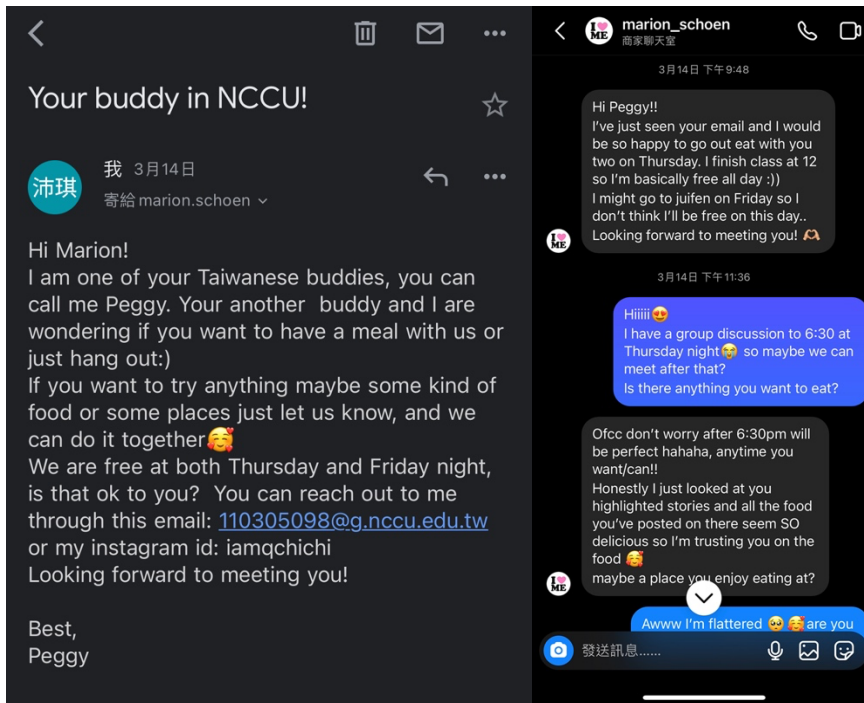 Your buddy in NCCU!
沛琪
我 3月14日
寄給 marion.schoen
Hi Marion!
I am one of your Taiwanese buddies, you can
call me Peggy. Your another  buddy and I are
wondering if you want to have a meal with us or
just hang out:)
If you want to try anything maybe some kind of
food or some places just let us know, and we
can do it together🥰
We are free at both Thursday and Friday night,
is that ok to you?  You can reach out to me
through this email: 110305098@g.nccu.edu.tw
or my instagram id: iamqchichi
Looking forward to meeting you!
Best,
Peggy
I ME
marion_schoen
商家聊天室
3月14日 下午9:48
Hi Peggy!!
I've just seen your email and I would
be so happy to go out eat with you
two on Thursday. I finish class at 12
so I'm basically free all day :))
I might go to juifen on Friday so I
don't think I'll be free on this day..
Looking forward to meeting you! 🫶🏼
I ME
3月14日 下午11:36
Hiiiii😍
I have a group discussion to 6:30 at
Thursday night😭 so maybe we can
meet after that?
Is there anything you want to eat?
Ofcc don't worry after 6:30pm will
be perfect hahaha, anytime you
want/can!!
Honestly I just looked at you
highlighted stories and all the food
you've posted on there seem SO
delicious so I'm trusting you on the
food 🥰
maybe a place you enjoy eating at?
I ME
Awww I'm flattered 🥺🥰are you
發送訊息......